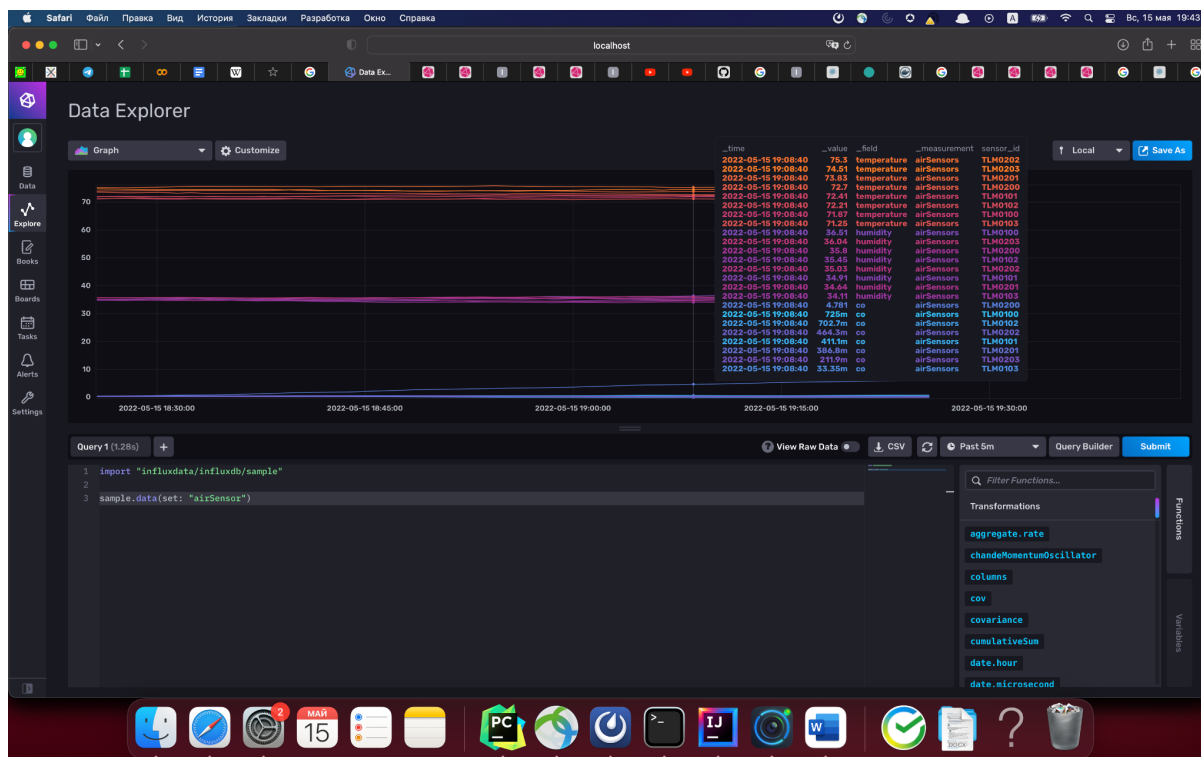 Safari Файл Правка Вид История Закладки Разработка Окно Справка Вс, 15 мая 19:43
localhost
Data Ex...
Data Explorer
Graph Customize Local Save As
_time _value _field _measurement sensor_id
2022-05-15 19:08:40 75.3 temperature airSensors TLM0202
2022-05-15 19:08:40 74.51 temperature airSensors TLM0203
2022-05-15 19:08:40 73.83 temperature airSensors TLM0201
2022-05-15 19:08:40 72.7 temperature airSensors TLM0200
2022-05-15 19:08:40 72.41 temperature airSensors TLM0101
2022-05-15 19:08:40 72.21 temperature airSensors TLM0102
2022-05-15 19:08:40 71.87 temperature airSensors TLM0100
2022-05-15 19:08:40 71.25 temperature airSensors TLM0103
2022-05-15 19:08:40 36.51 humidity airSensors TLM0100
2022-05-15 19:08:40 36.04 humidity airSensors TLM0203
2022-05-15 19:08:40 35.8 humidity airSensors TLM0200
2022-05-15 19:08:40 35.45 humidity airSensors TLM0102
2022-05-15 19:08:40 35.03 humidity airSensors TLM0202
2022-05-15 19:08:40 34.91 humidity airSensors TLM0101
2022-05-15 19:08:40 34.64 humidity airSensors TLM0201
2022-05-15 19:08:40 34.11 humidity airSensors TLM0103
2022-05-15 19:08:40 4.781 co airSensors TLM0200
2022-05-15 19:08:40 725m co airSensors TLM0100
2022-05-15 19:08:40 702.7m co airSensors TLM0102
2022-05-15 19:08:40 464.3m co airSensors TLM0202
2022-05-15 19:08:40 411.1m co airSensors TLM0101
2022-05-15 19:08:40 386.8m co airSensors TLM0201
2022-05-15 19:08:40 211.9m co airSensors TLM0203
2022-05-15 19:08:40 33.35m co airSensors TLM0103
Data
Explore
Books
Boards
Tasks
Alerts
Settings
70
60
50
40
30
20
10
0
2022-05-15 18:30:00 2022-05-15 18:45:00 2022-05-15 19:00:00 2022-05-15 19:15:00 2022-05-15 19:30:00
Query 1 (1.28s) + View Raw Data CSV Past 5m Query Builder Submit
1 import "influxdata/influxdb/sample"
2
3 sample.data(set: "airSensor")
Filter Functions...
Transformations
aggregate.rate
chandeMomentumOscillator
columns
cov
covariance
cumulativeSum
date.hour
date.microsecond
Functions
Variables
2
МАЙ
15
PC
IJ
W
DOCX